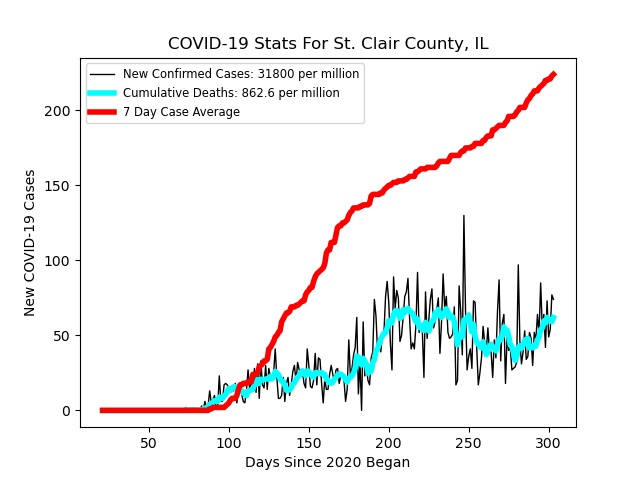 COVID-19 Stats For St. Clair County, IL
New Confirmed Cases: 31800 per million
Cumulative Deaths: 862.6 per million
7 Day Case Average
New COVID-19 Cases
200
150
100
50
0
50 100 150 200 250 300
Days Since 2020 Began